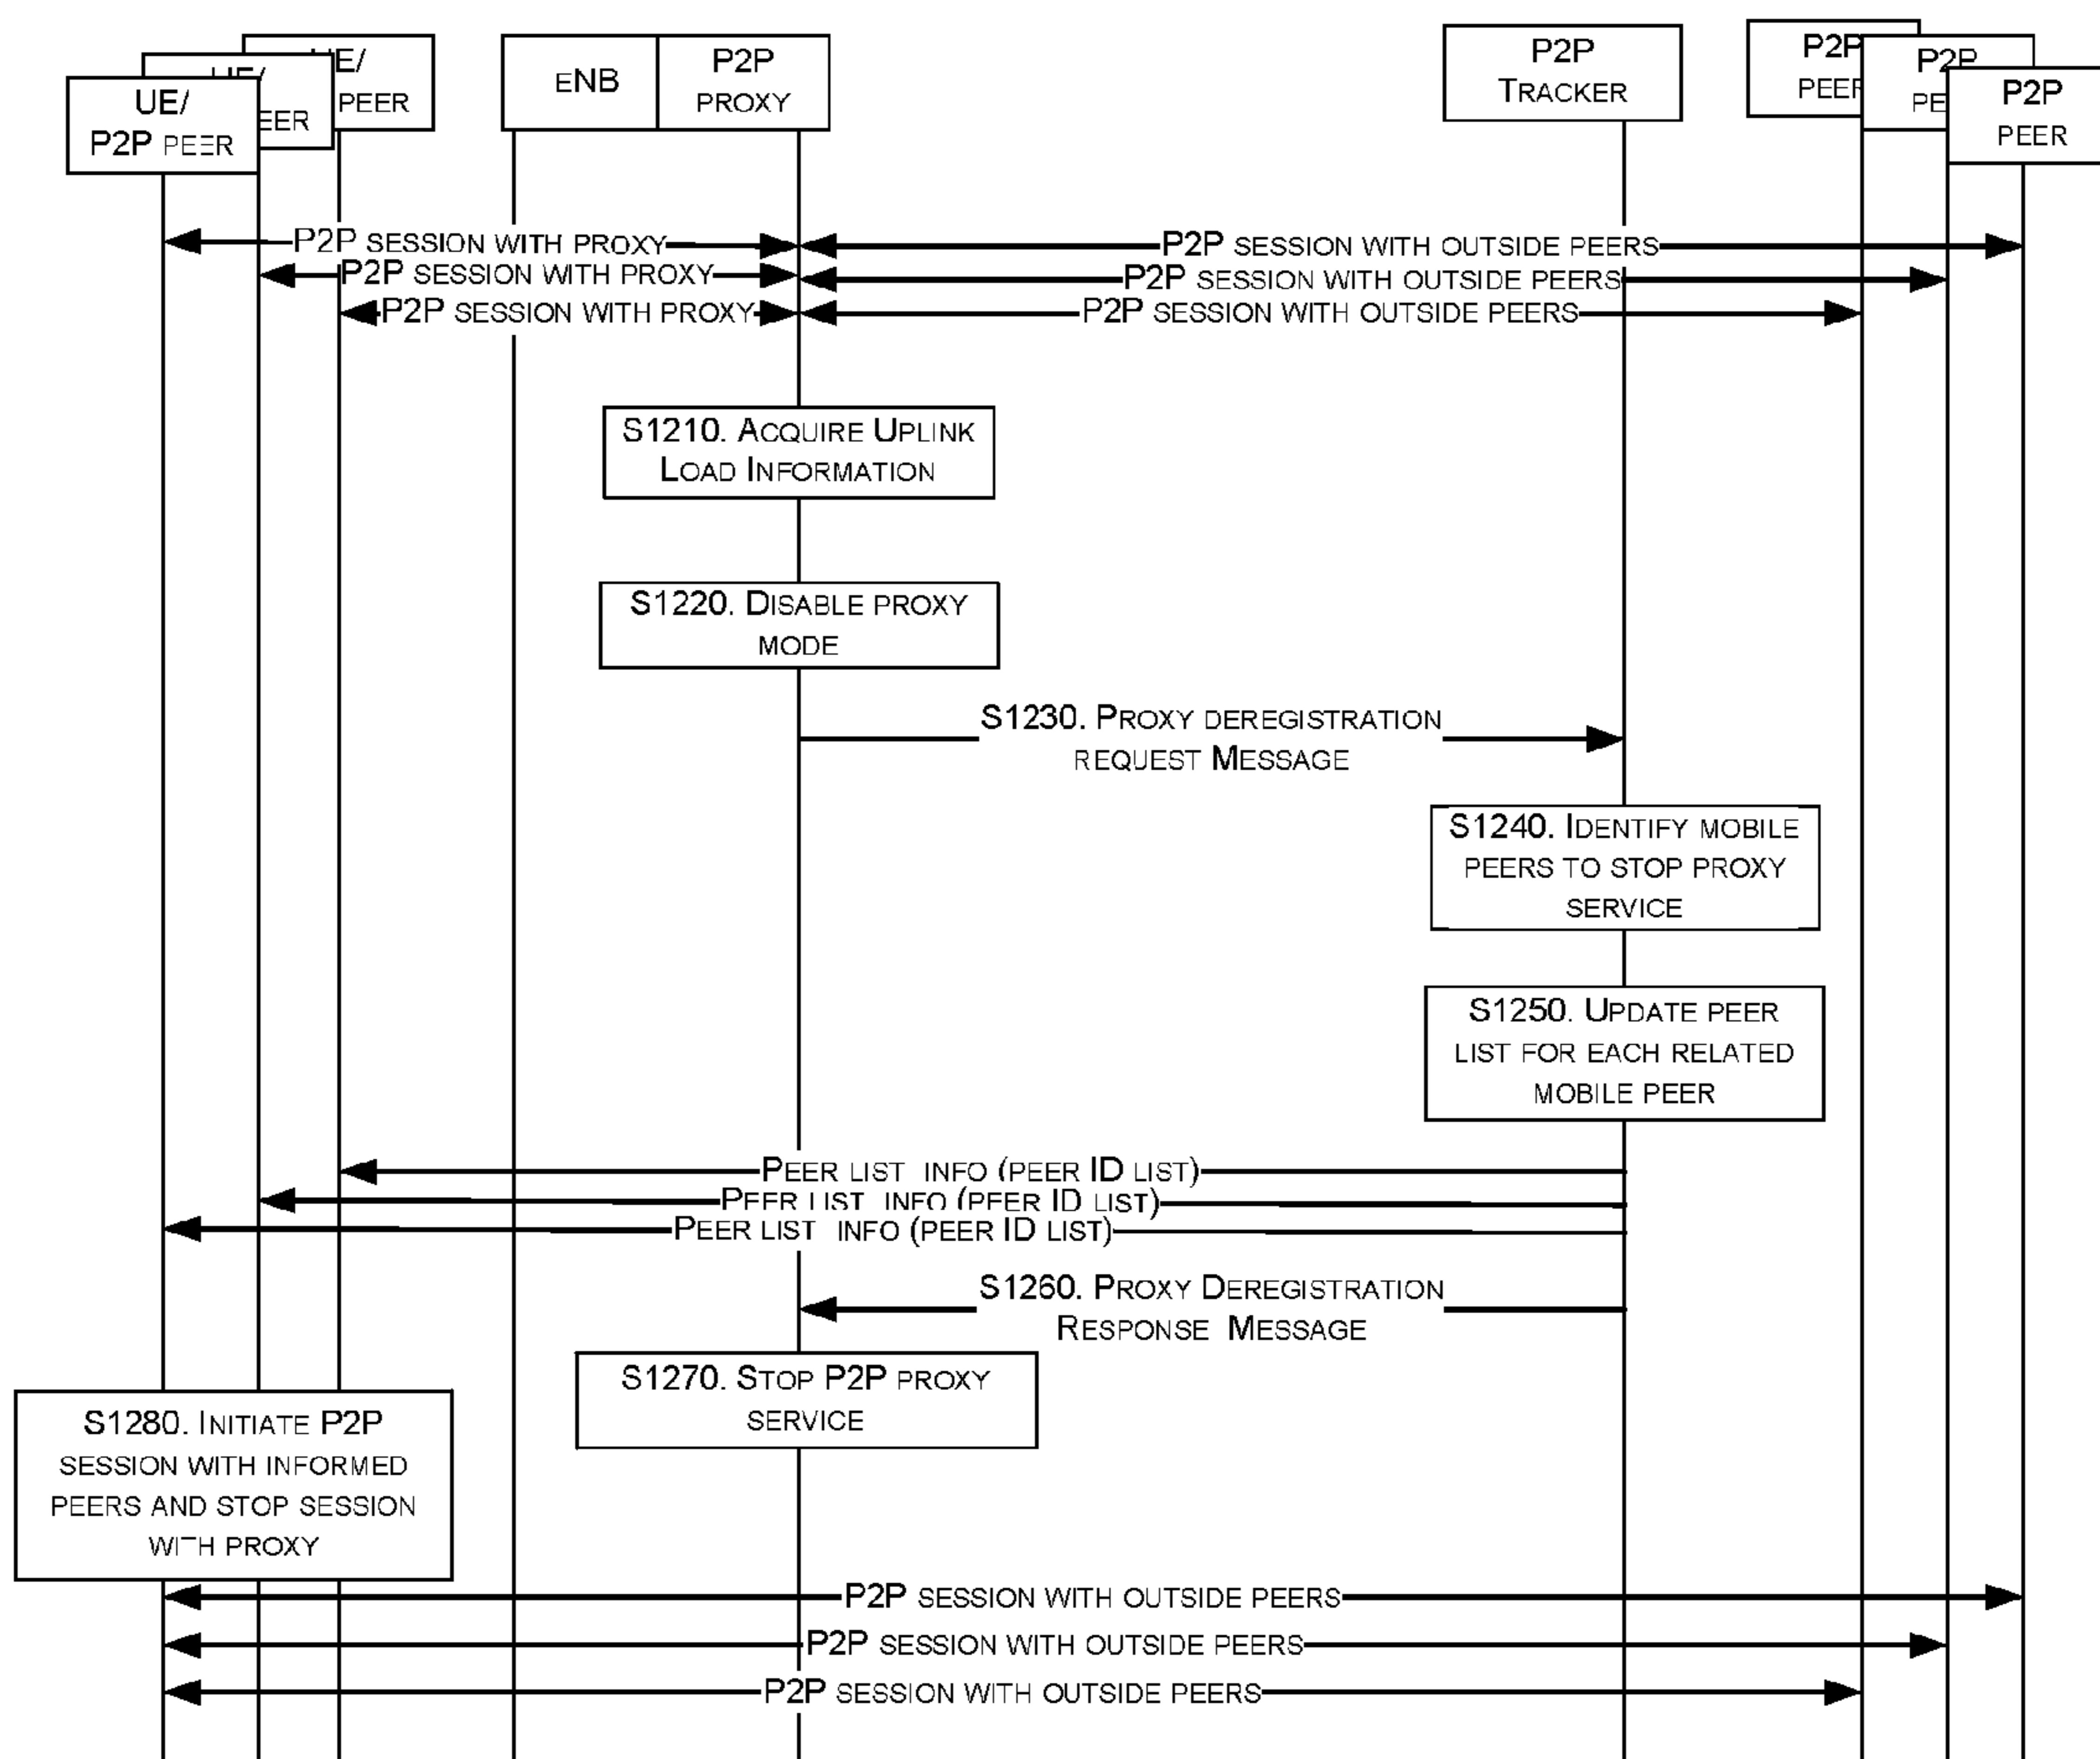 UE/
P2P PEER
EER
E/
PEER
ENB
P2P
PROXY
P2P
TRACKER
P2P
PEER
P2P
PE
P2P
PEER
P2P SESSION WITH PROXY
P2P SESSION WITH OUTSIDE PEERS
P2P SESSION WITH PROXY
P2P SESSION WITH OUTSIDE PEERS
P2P SESSION WITH PROXY
P2P SESSION WITH OUTSIDE PEERS
S1210. ACQUIRE UPLINK
LOAD INFORMATION
S1220. DISABLE PROXY
MODE
S1230. PROXY DEREGISTRATION
REQUEST MESSAGE
S1240. IDENTIFY MOBILE
PEERS TO STOP PROXY
SERVICE
S1250. UPDATE PEER
LIST FOR EACH RELATED
MOBILE PEER
PEER LIST INFO (PEER ID LIST)
PEER LIST INFO (PEER ID LIST)
PEER LIST INFO (PEER ID LIST)
S1260. PROXY DEREGISTRATION
RESPONSE MESSAGE
S1270. STOP P2P PROXY
SERVICE
S1280. INITIATE P2P
SESSION WITH INFORMED
PEERS AND STOP SESSION
WITH PROXY
P2P SESSION WITH OUTSIDE PEERS
P2P SESSION WITH OUTSIDE PEERS
P2P SESSION WITH OUTSIDE PEERS